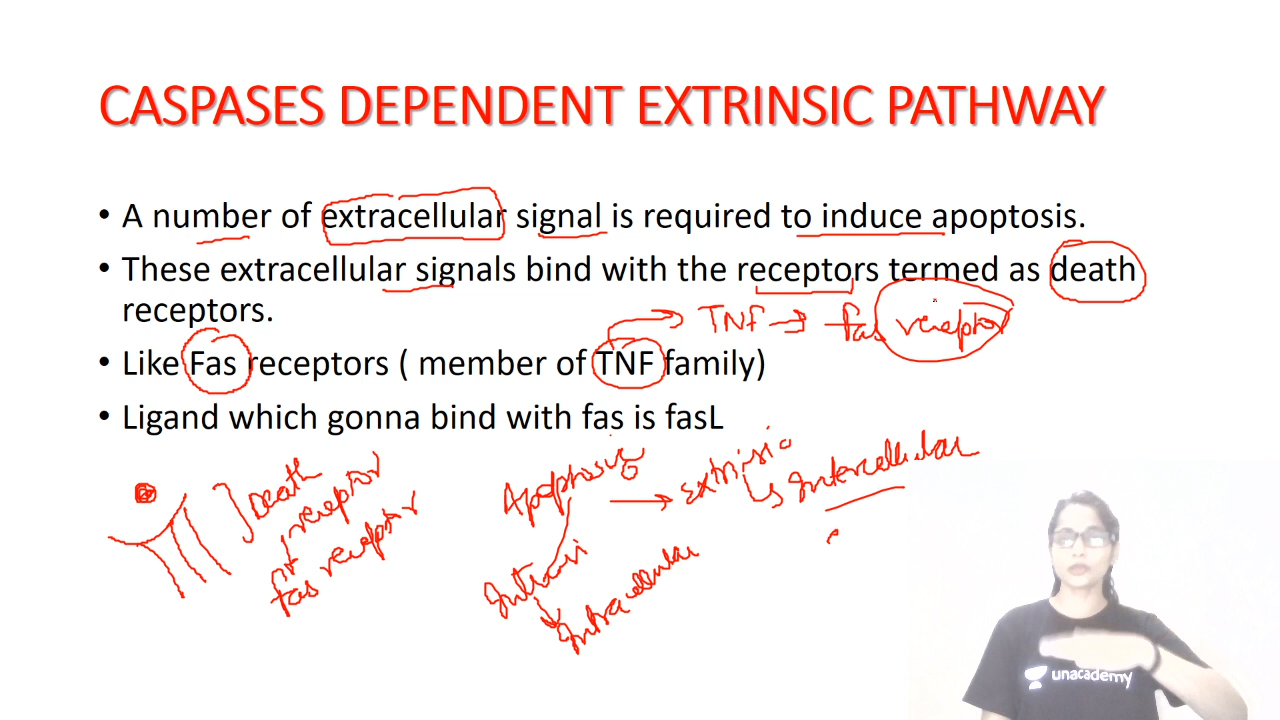 CASPASES DEPENDENT EXTRINSIC PATHWAY
• A number of extracellular signal is required to induce apoptosis.
• These extracellular signals bind with the receptors termed as death
receptors.
TNF → fas receptor
• Like Fas receptors ( member of TNF family)
• Ligand which gonna bind with fas is fasL
Death
receptor
fas receptor
Apoptosis → Extrinsic
Intercellular
Intrinsi
Intracellular
unacademy